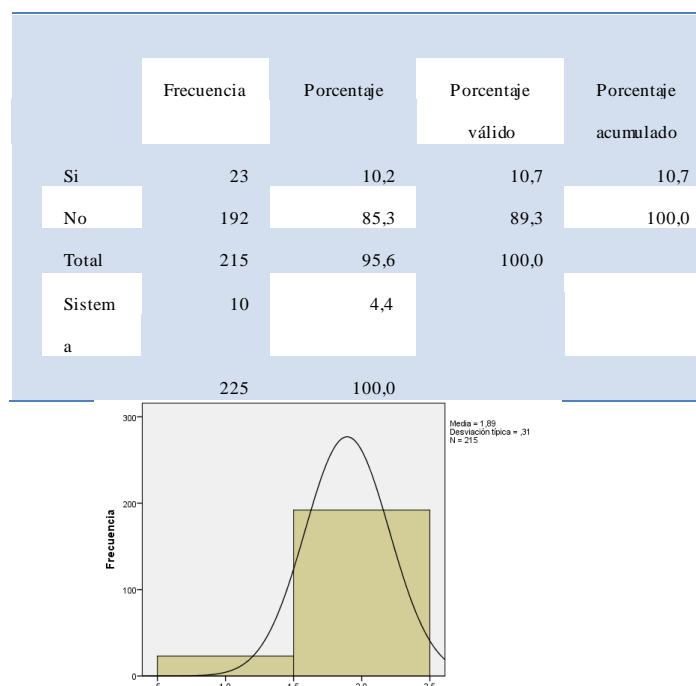 Frecuencia Porcentaje Porcentaje Porcentaje
válido acumulado
Si 23 10,2 10,7 10,7
No 192 85,3 89,3 100,0
Total 215 95,6 100,0
Sistem 10 4,4
a
225 100,0
300
Media = 1,89
Desviación típica = ,31
N = 215
200
Frecuencia
100
0